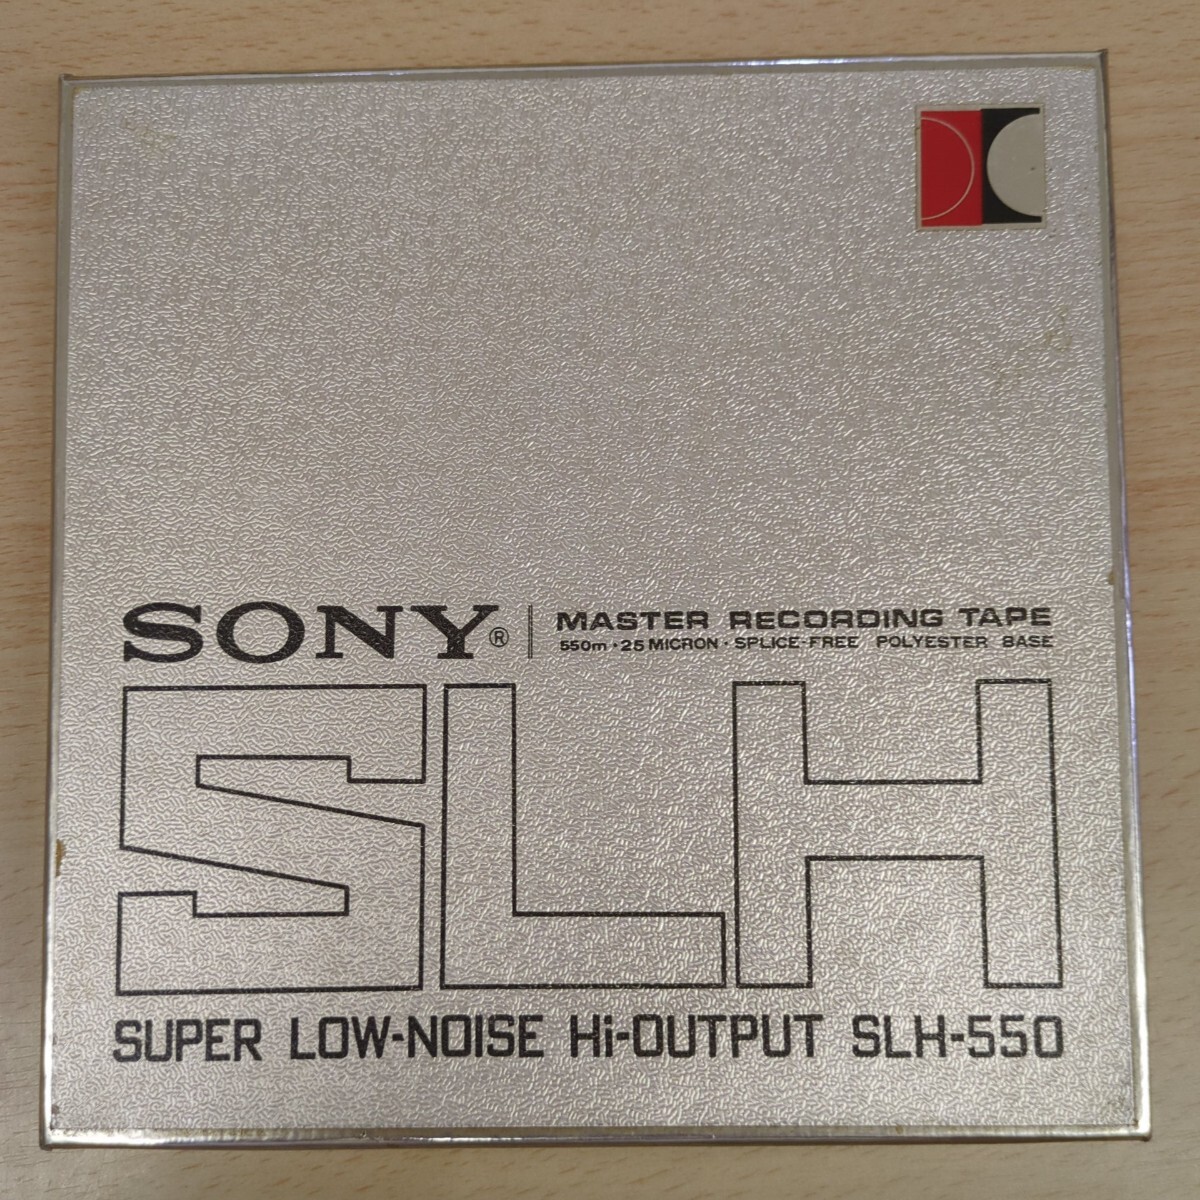 SONY® MASTER RECORDING TAPE
550m · 25 MICRON · SPLICE-FREE POLYESTER BASE
SLH
SUPER LOW-NOISE Hi-OUTPUT SLH-550